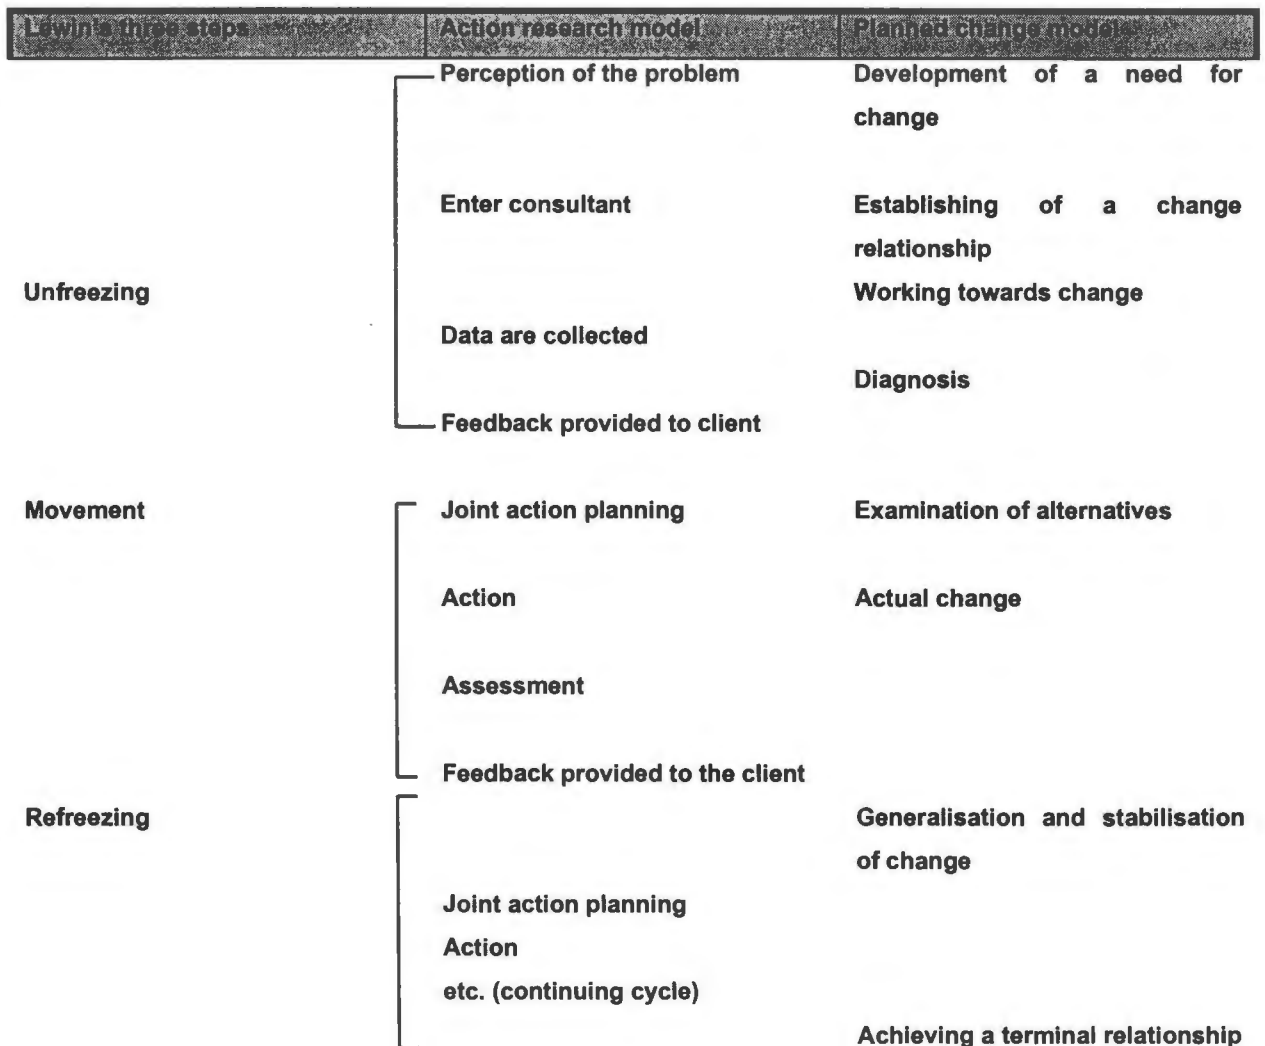 Lewin's three steps Action research model Planned change models
Perception of the problem Development of a need for
change
Enter consultant Establishing of a change
relationship
Unfreezing Working towards change
Data are collected
Diagnosis
Feedback provided to client
Movement Joint action planning Examination of alternatives
Action Actual change
Assessment
Feedback provided to the client
Refreezing Generalisation and stabilisation
of change
Joint action planning
Action
etc. (continuing cycle)
Achieving a terminal relationship